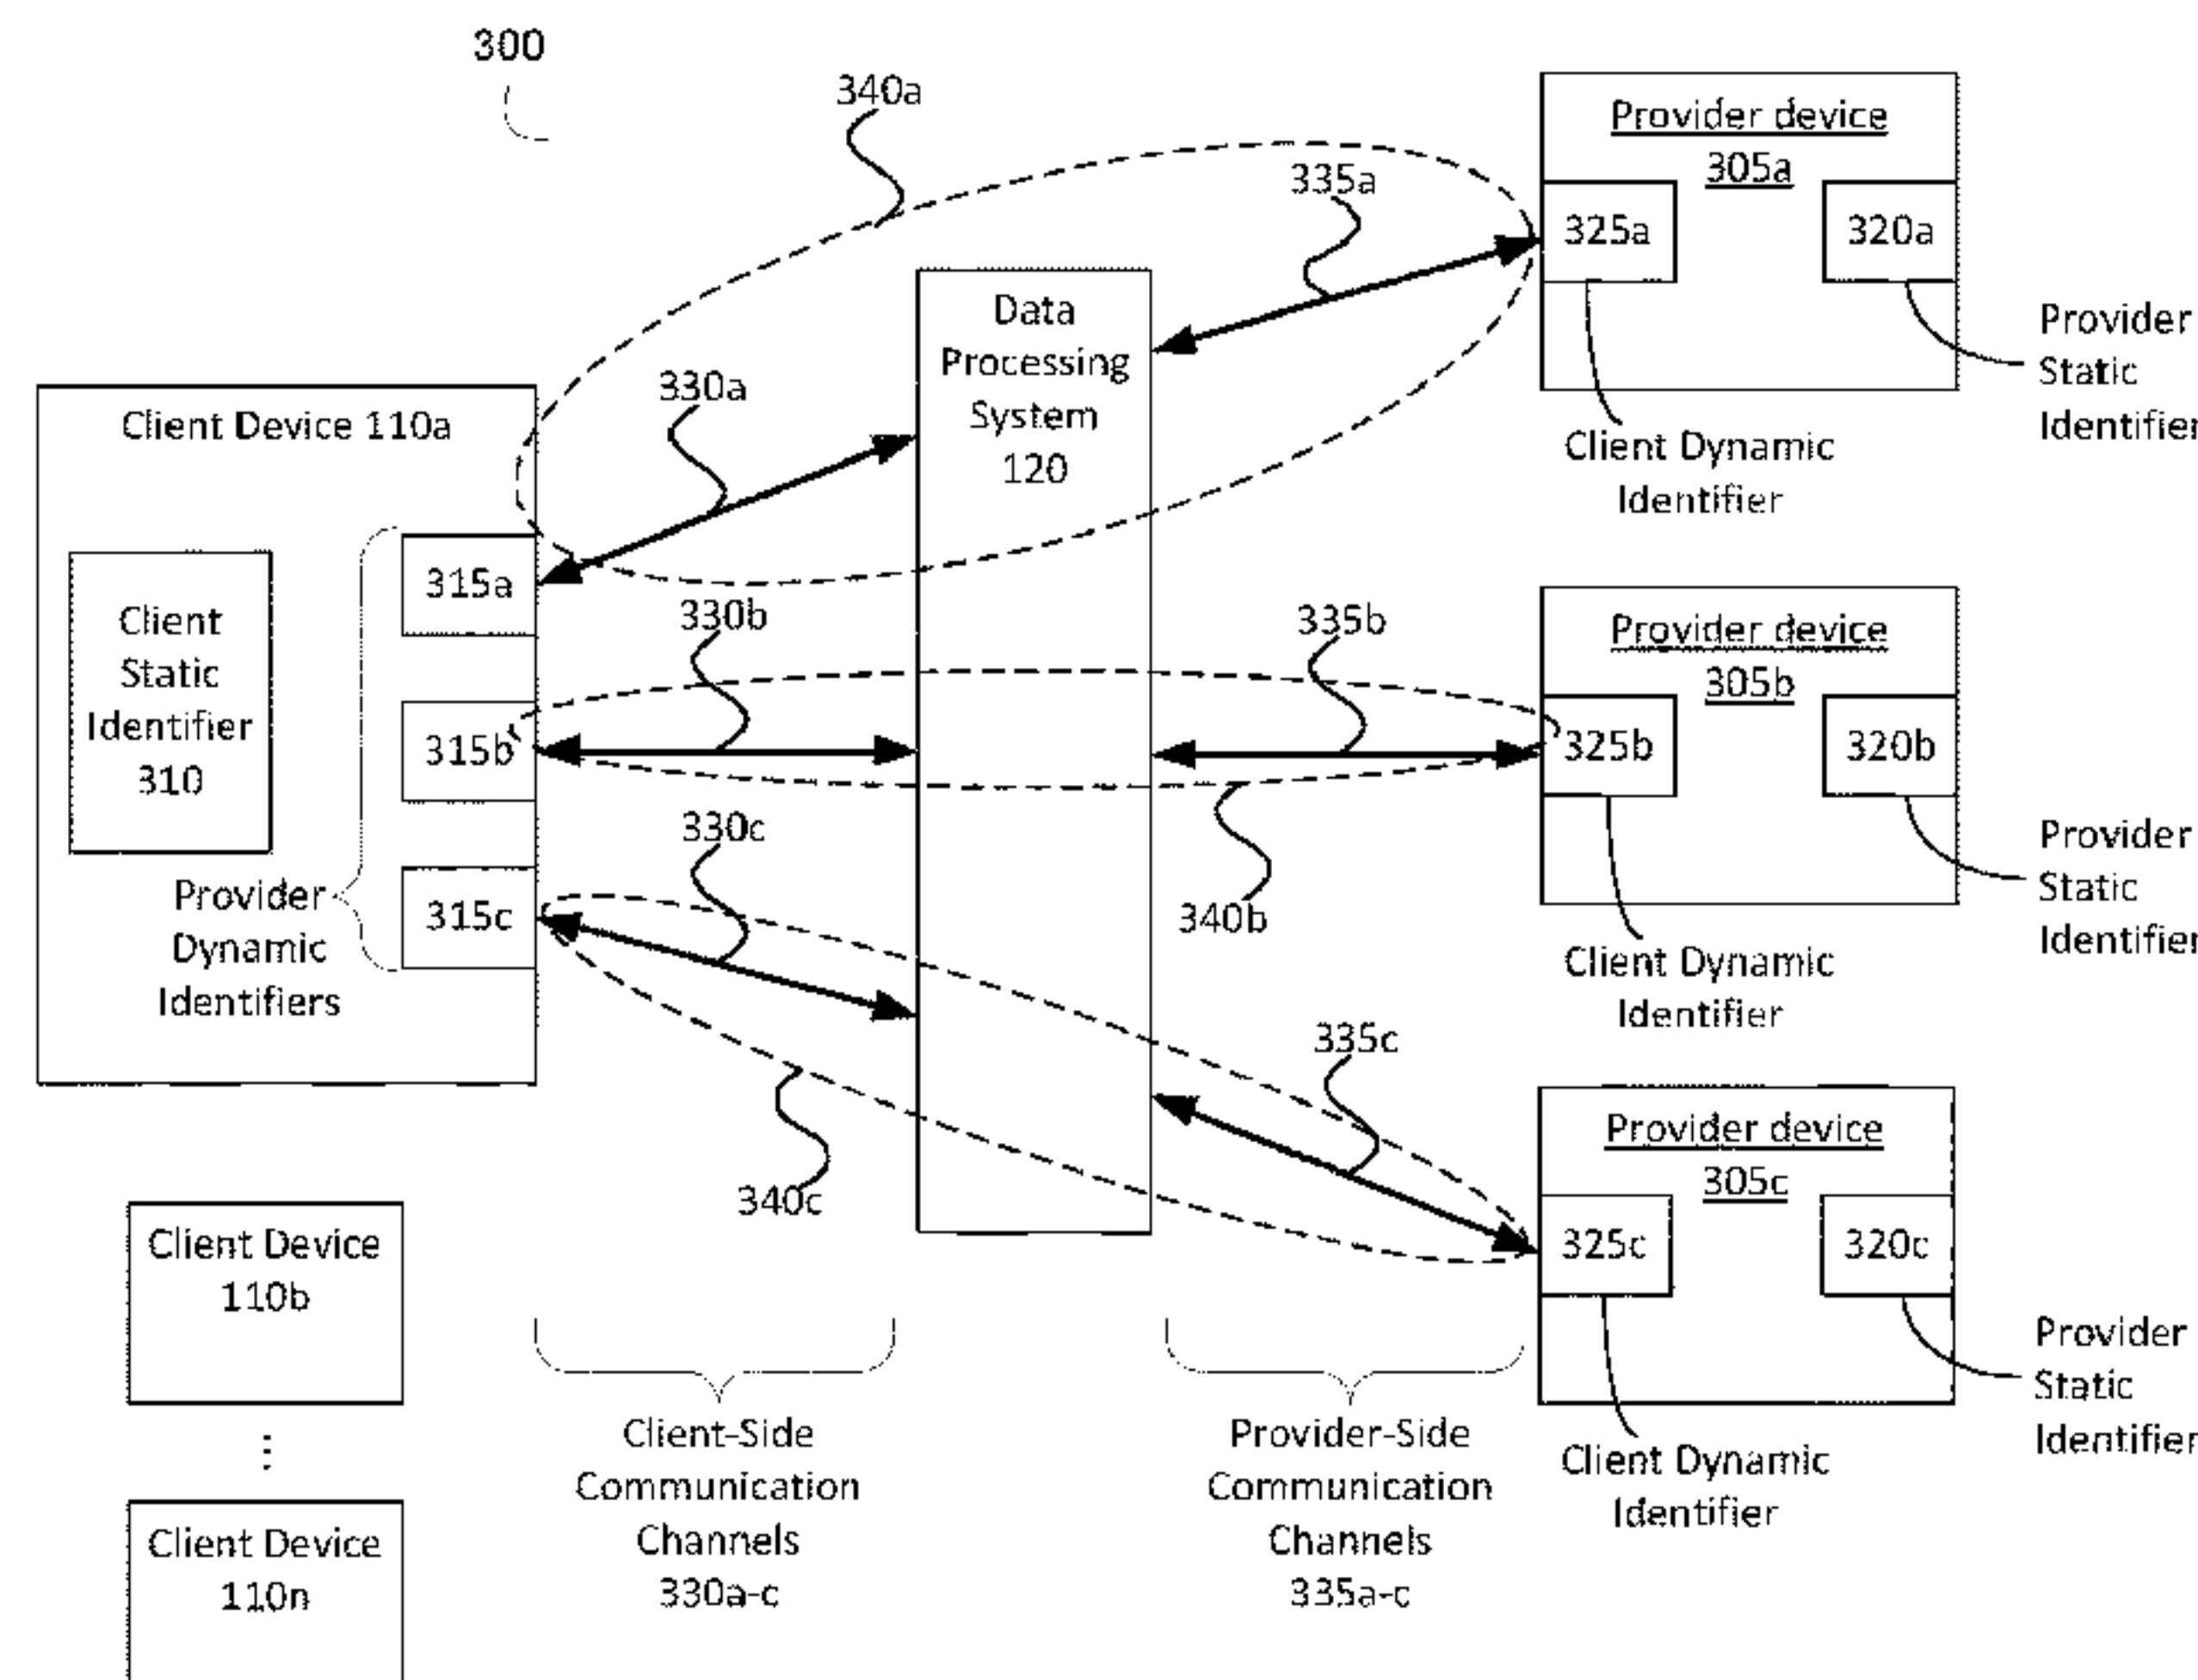 300
340a
335a
Provider device
305a
325a
320a
Provider
Static
Identifier
Client Dynamic
Identifier
Data
Processing
System
120
330a
Client Device 110a
Client
Static
Identifier
310
315a
315b
315c
Provider
Dynamic
Identifiers
330b
335b
Provider device
305b
325b
320b
Provider
Static
Identifier
Client Dynamic
Identifier
340b
330c
335c
340c
Provider device
305c
325c
320c
Provider
Static
Identifier
Client Dynamic
Identifier
Client Device
110b
⋮
Client Device
110n
Client-Side
Communication
Channels
330a-c
Provider-Side
Communication
Channels
335a-c